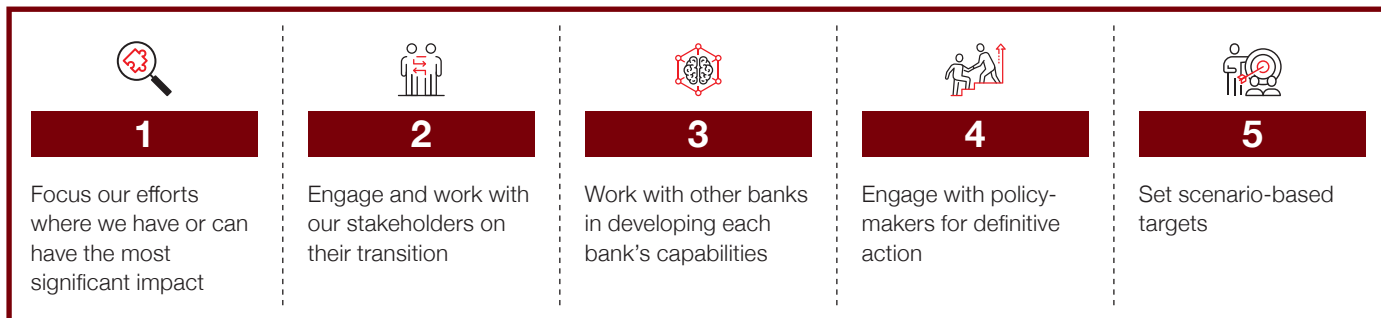 1
Focus our efforts
where we have or can
have the most
significant impact
2
Engage and work with
our stakeholders on
their transition
3
Work with other banks
in developing each
bank’s capabilities
4
Engage with policy-
makers for definitive
action
5
Set scenario-based
targets